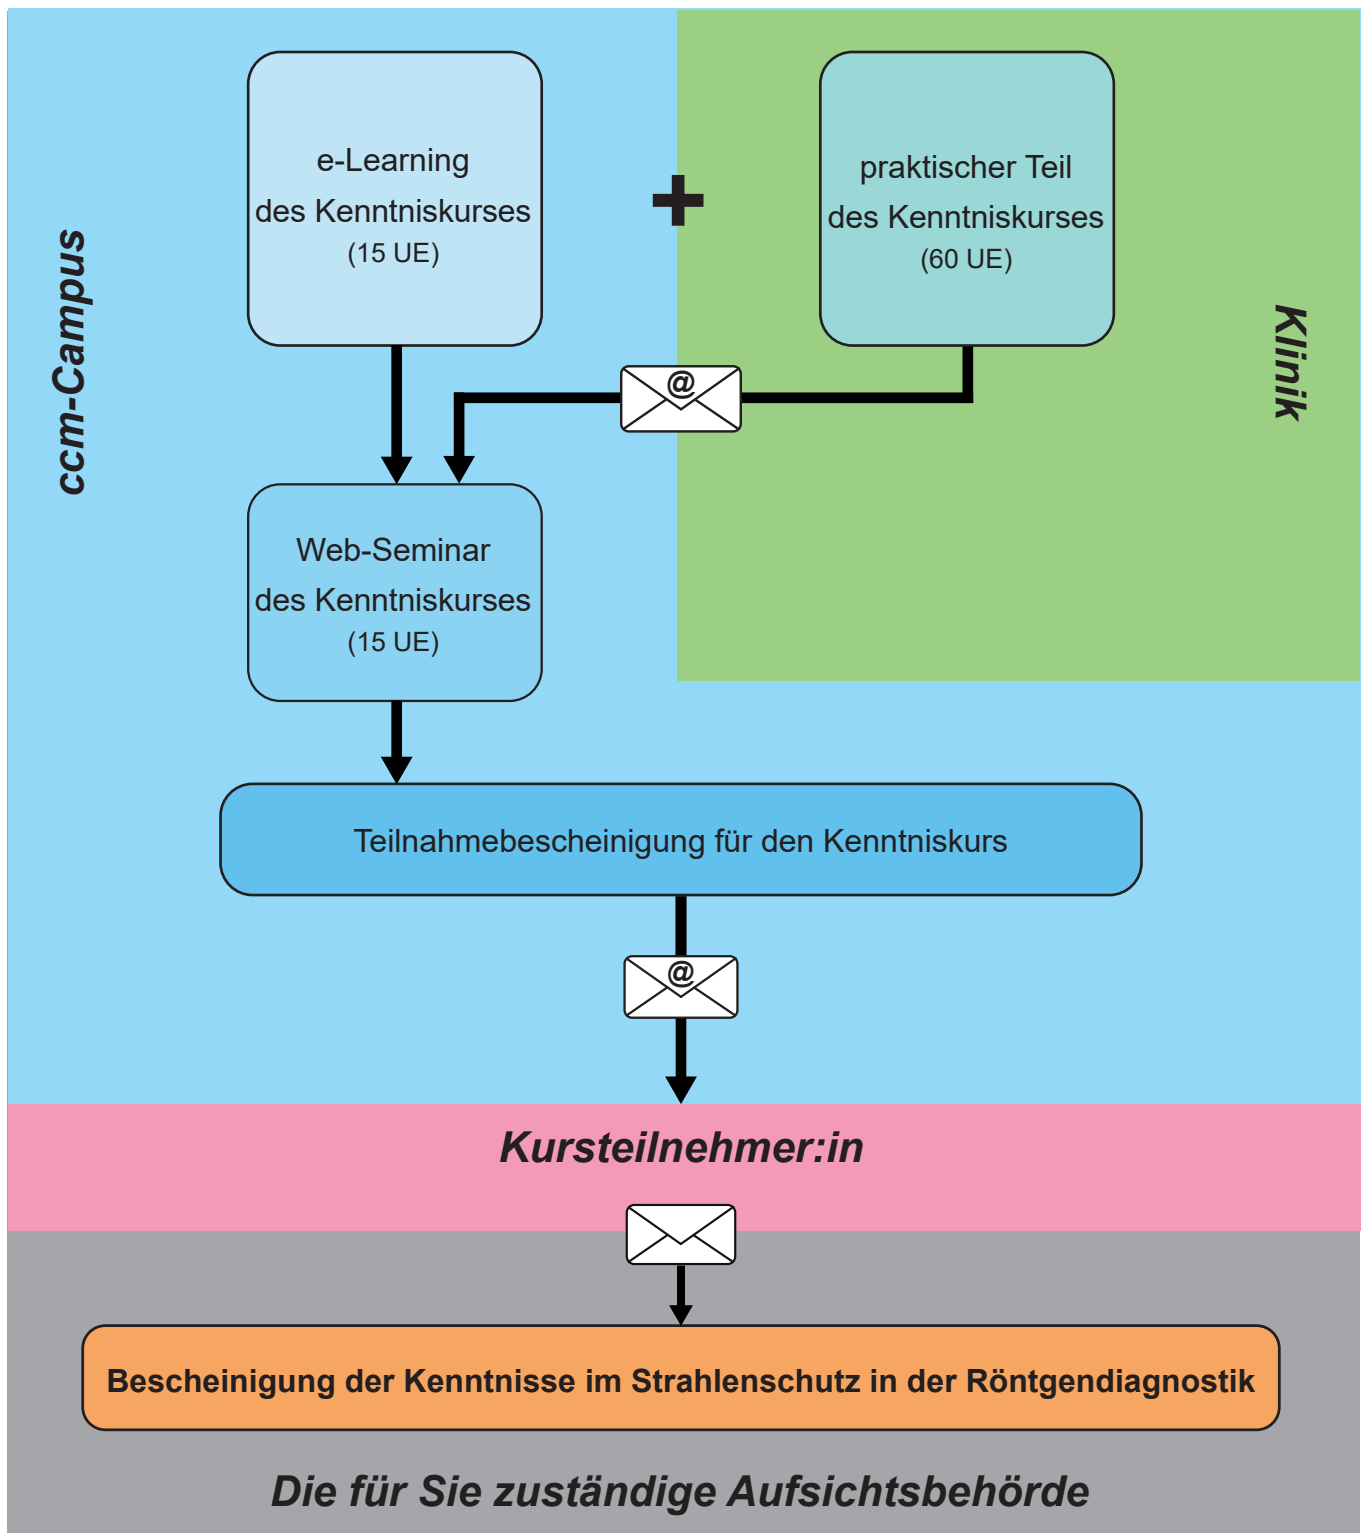 ccm-Campus
e-Learning
des Kenntniskurses
(15 UE)
+
praktischer Teil
des Kenntniskurses
(60 UE)
Klinik
@
Web-Seminar
des Kenntniskurses
(15 UE)
Teilnahmebescheinigung für den Kenntniskurs
@
Kursteilnehmer:in
Bescheinigung der Kenntnisse im Strahlenschutz in der Röntgendiagnostik
Die für Sie zuständige Aufsichtsbehörde